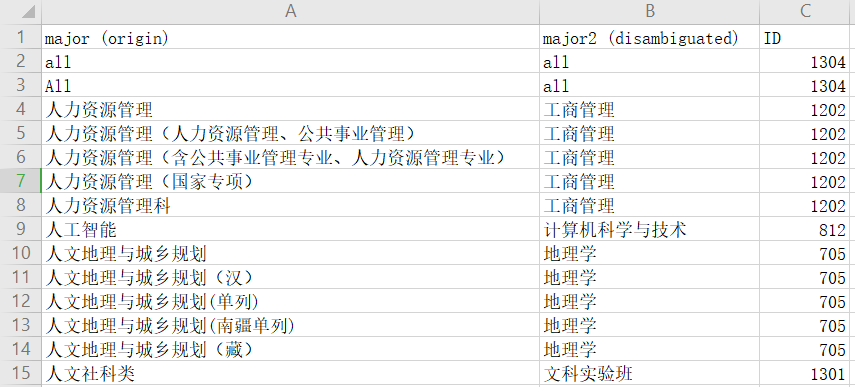 A B C
1 major (origin) major2 (disambiguated) ID
2 all all 1304
3 All all 1304
4 人力资源管理 工商管理 1202
5 人力资源管理（人力资源管理、公共事业管理） 工商管理 1202
6 人力资源管理（含公共事业管理专业、人力资源管理专业） 工商管理 1202
7 人力资源管理（国家专项） 工商管理 1202
8 人力资源管理科 工商管理 1202
9 人工智能 计算机科学与技术 812
10 人文地理与城乡规划 地理学 705
11 人文地理与城乡规划（汉） 地理学 705
12 人文地理与城乡规划(单列) 地理学 705
13 人文地理与城乡规划(南疆单列) 地理学 705
14 人文地理与城乡规划（藏） 地理学 705
15 人文社科类 文科实验班 1301